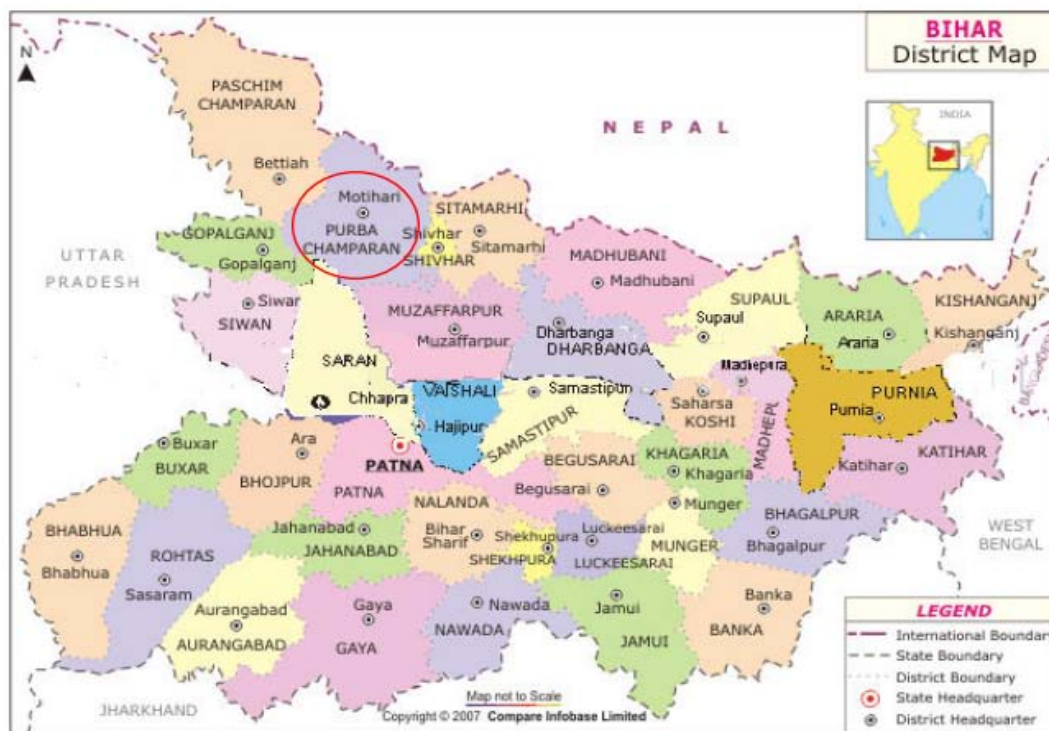 BIHAR
District Map
N
INDIA
NEPAL
PASCHIM
CHAMPARAN
Bettiah
Motihari
PURBA
CHAMPARAN
SITAMARHI
Sitamarhi
Shivhar
SHIVHAR
GOPALGANJ
Gopalganj
UTTAR
PRADESH
MADHUBANI
Madhubani
Siwan
SIWAN
MUZAFFARPUR
Muzaffarpur
Dharbanga
DHARBANGA
SUPAUL
Supaul
ARARIA
Araria
KISHANGANJ
Kishanganj
SARAN
Chhapra
VAISHALI
Hajipur
Samastipur
SAMASTIPUR
Saharsa
KOSHI
Madhepura
MADHEPL
PURNIA
Purnia
Buxar
BUXAR
Ara
BHOJPUR
PATNA
PATNA
BEGUSARAI
Begusarai
KHAGARIA
Khagaria
Katihar
KATIHAR
NALANDA
Bihar
Sharif
Munger
MUNGER
BHAGALPUR
Bhagalpur
WEST
BENGAL
BHABHUA
Bhabhua
ROHTAS
Sasaram
Jahanabad
JAHANABAD
Shekhupura
SHEKHPURA
Luckeesarai
LUCKEESARAI
Aurangabad
AURANGABAD
Gaya
GAYA
Nawada
NAWADA
Jamui
JAMUI
Banka
BANKA
JHARKHAND
Map not to Scale
Copyright © 2007 Compare Infobase Limited
LEGEND
International Boundary
State Boundary
District Boundary
State Headquarter
District Headquarter